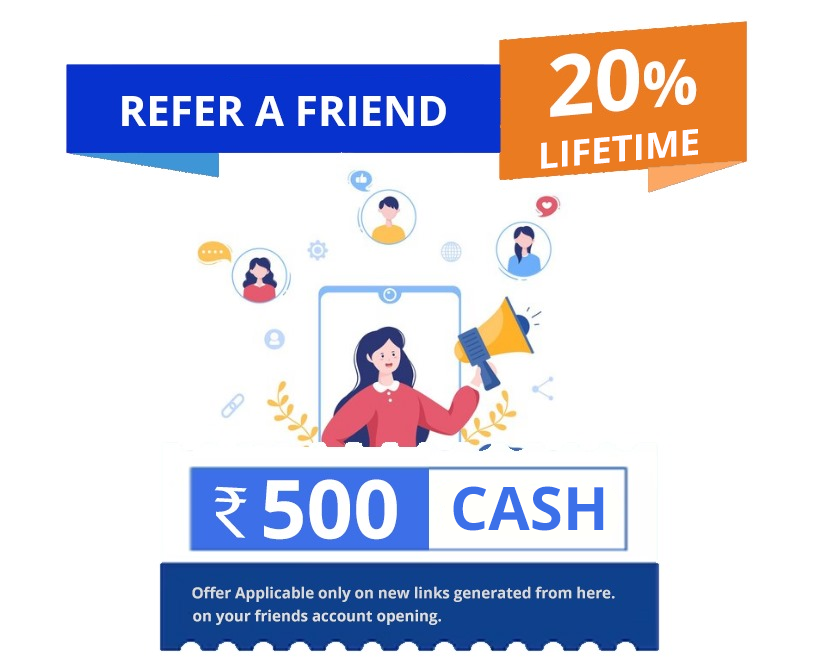 REFER A FRIEND
20%
LIFETIME
₹500 CASH
Offer Applicable only on new links generated from here.
on your friends account opening.